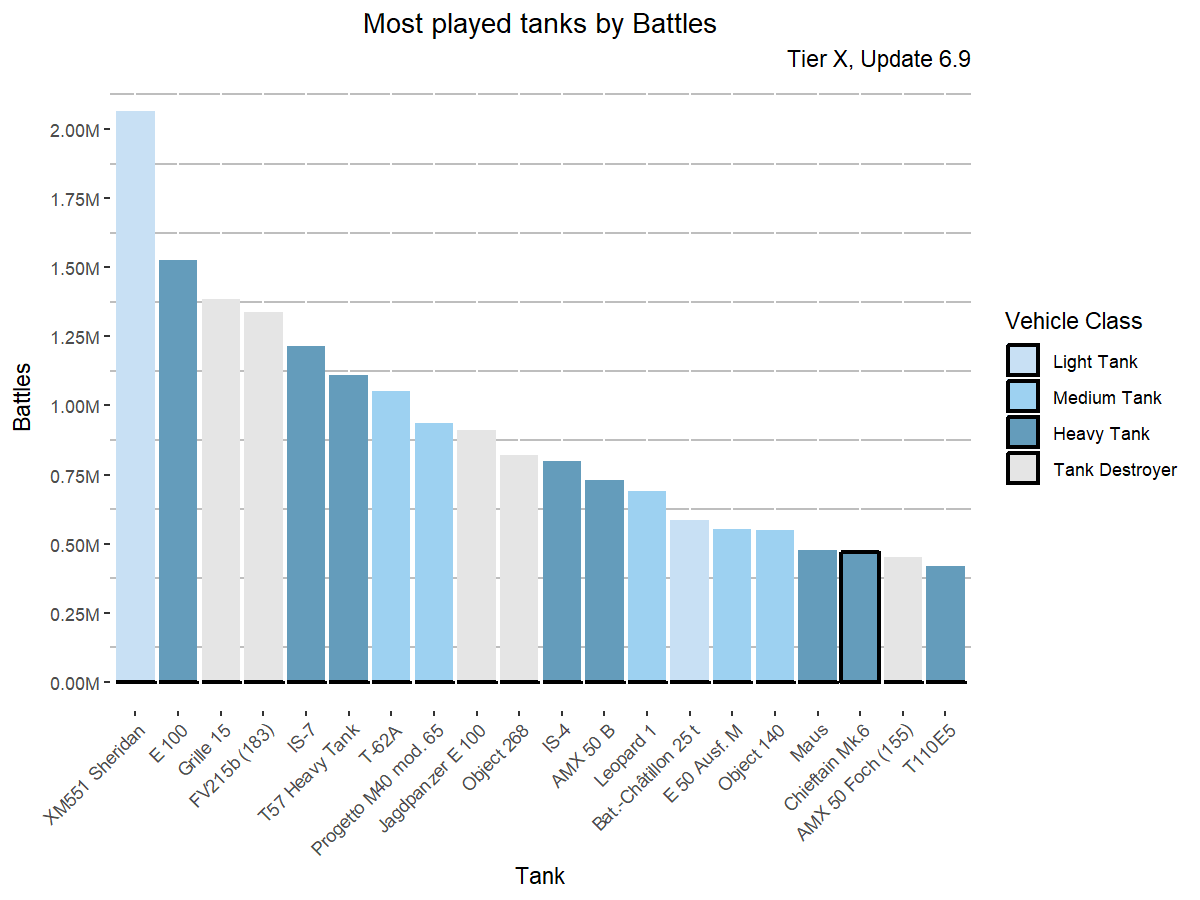 Most played tanks by Battles
Tier X, Update 6.9
Battles
2.00M
1.75M
1.50M
1.25M
1.00M
0.75M
0.50M
0.25M
0.00M
XM551 Sheridan
E 100
Grille 15
FV215b (183)
IS-7
T57 Heavy Tank
T-62A
Progetto M40 mod. 65
Jagdpanzer E 100
Object 268
IS-4
AMX 50 B
Leopard 1
Bat.-Châtillon 25 t
E 50 Ausf. M
Object 140
Maus
Chieftain Mk.6
AMX 50 Foch (155)
T110E5
Tank
Vehicle Class
Light Tank
Medium Tank
Heavy Tank
Tank Destroyer